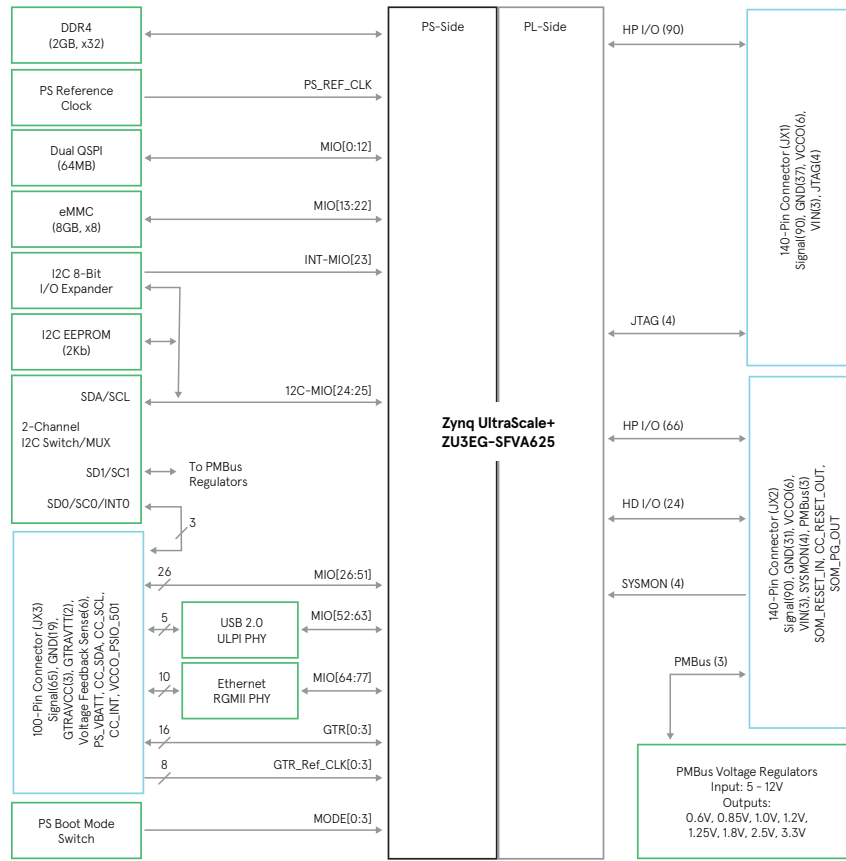 DDR4
(2GB, x32)
PS Reference
Clock
PS_REF_CLK
Dual QSPI
(64MB)
MIO[0:12]
eMMC
(8GB, x8)
MIO[13:22]
I2C 8-Bit
I/O Expander
INT-MIO[23]
I2C EEPROM
(2Kb)
SDA/SCL
12C-MIO[24:25]
2-Channel
I2C Switch/MUX
SD1/SC1
To PMBus
Regulators
SD0/SC0/INT0
3
100-Pin Connector (JX3)
Signal(65), GND(19),
GTRAVCC(3), GTRAVTT(2),
Voltage Feedback Sense(6),
PS_VBATT, CC_SDA, CC_SCL,
CC_INT, VCCO_PSIO_501
26
MIO[26:51]
5
USB 2.0
ULPI PHY
MIO[52:63]
10
Ethernet
RGMII PHY
MIO[64:77]
16
GTR[0:3]
8
GTR_Ref_CLK[0:3]
PS Boot Mode
Switch
MODE[0:3]
PS-Side
PL-Side
Zynq UltraScale+
ZU3EG-SFVA625
HP I/O (90)
JTAG (4)
140-Pin Connector (JX1)
Signal(90), GND(37), VCCO(6),
VIN(3), JTAG(4)
HP I/O (66)
HD I/O (24)
SYSMON (4)
PMBus (3)
140-Pin Connector (JX2)
Signal(90), GND(31), VCCO(6),
VIN(3), SYSMON(4), PMBus(3)
SOM_RESET_IN, CC_RESET_OUT,
SOM_PG_OUT
PMBus Voltage Regulators
Input: 5 - 12V
Outputs:
0.6V, 0.85V, 1.0V, 1.2V,
1.25V, 1.8V, 2.5V, 3.3V